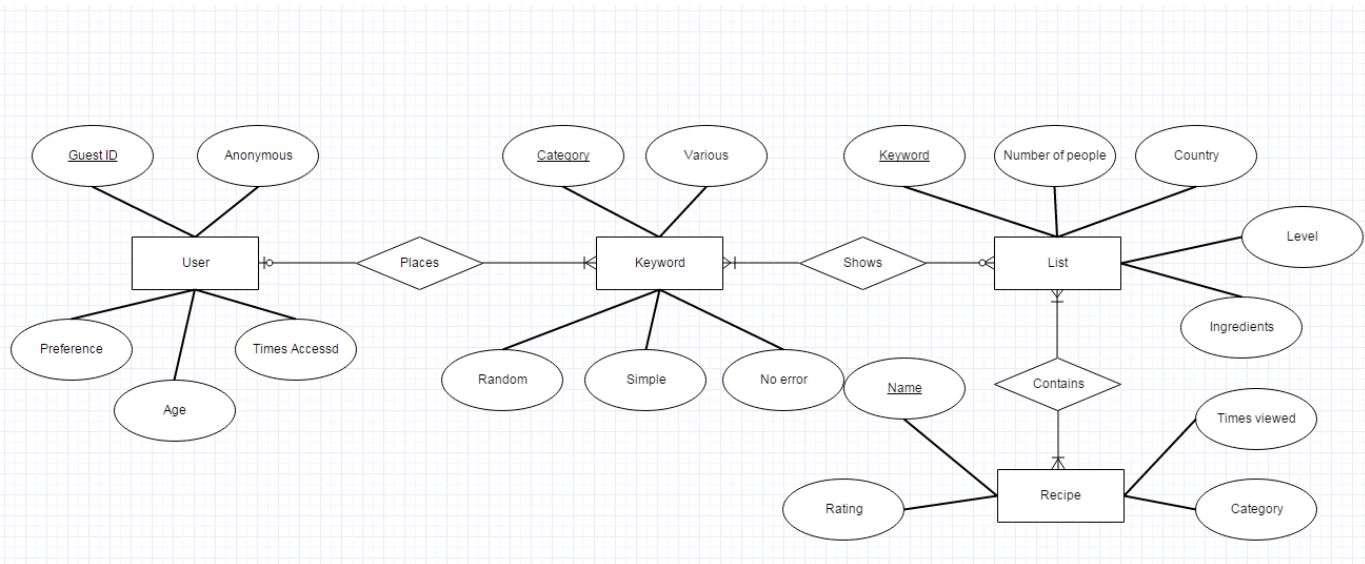 Guest ID
Anonymous
Category
Various
Keyword
Number of people
Country
Level
User
Places
Keyword
Shows
List
Ingredients
Preference
Times Accessd
Age
Random
Simple
No error
Name
Contains
Times viewed
Rating
Recipe
Category